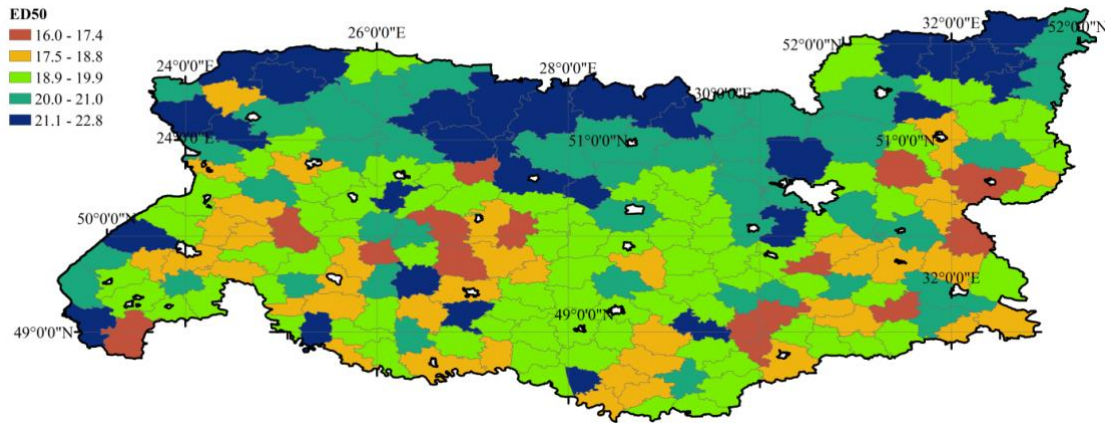 ED50
16.0 - 17.4
17.5 - 18.8
18.9 - 19.9
20.0 - 21.0
21.1 - 22.8
26°0'0"E
32°0'0"E
52°0'0"N
52°0'0"N
24°0'0"E
28°0'0"E
30°0'0"E
24°0'0"E
51°0'0"N
51°0'0"N
50°0'0"N
32°0'0"E
49°0'0"N
49°0'0"N